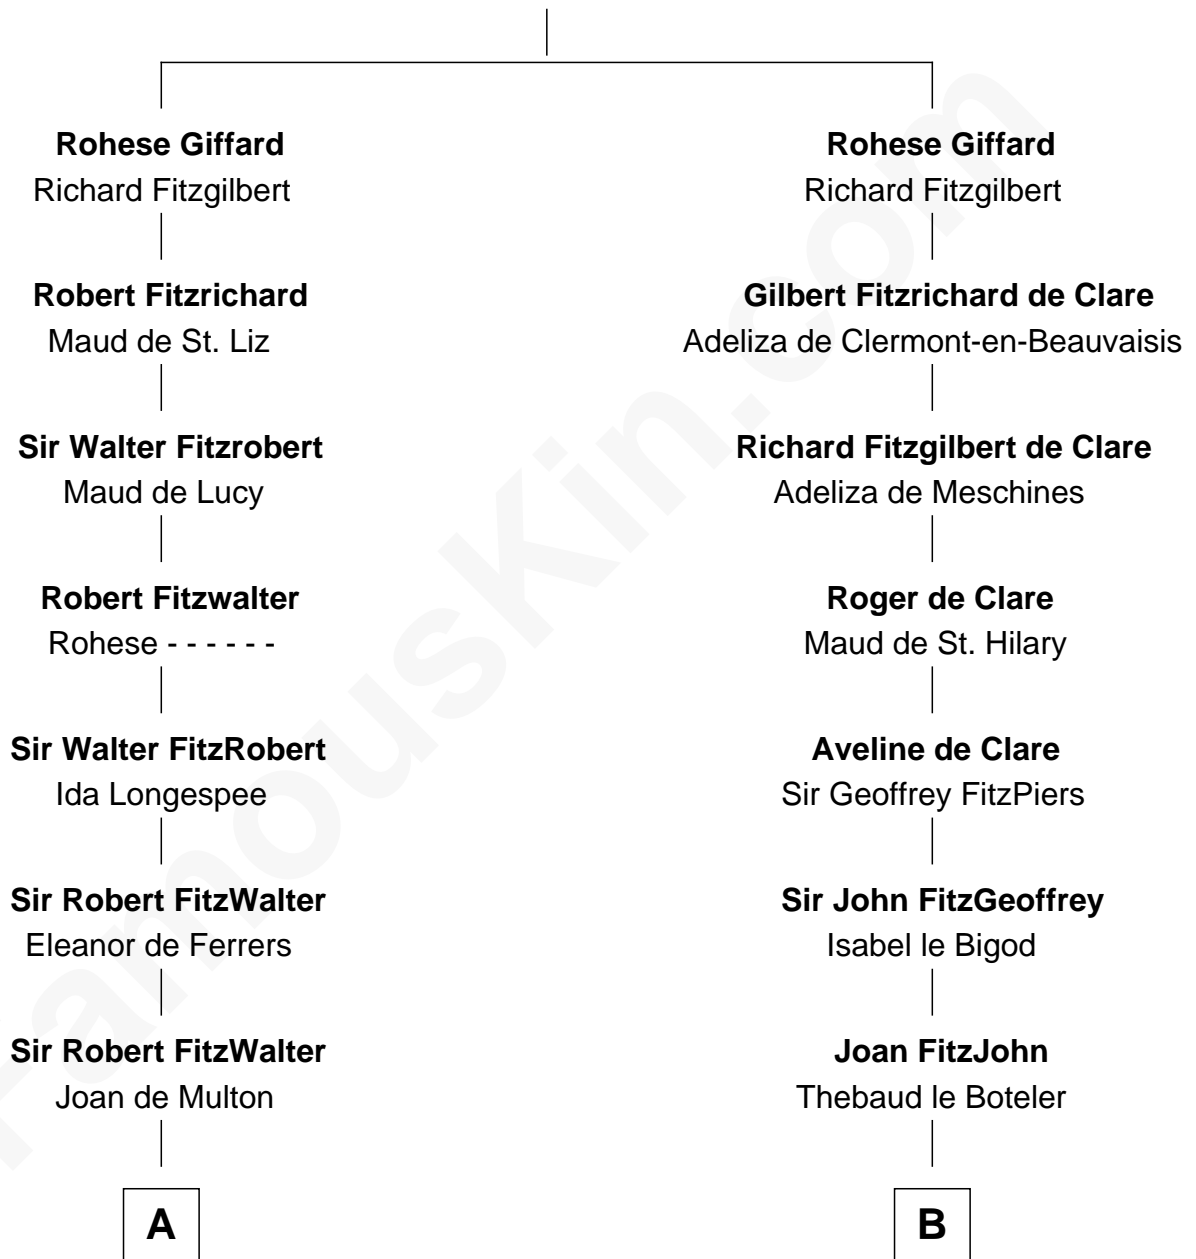 Rohese Giffard
Richard Fitzgilbert
Robert Fitzrichard
Maud de St. Liz
Sir Walter Fitzrobert
Maud de Lucy
Robert Fitzwalter
Rohese - - - - - -
Sir Walter FitzRobert
Ida Longespee
Sir Robert FitzWalter
Eleanor de Ferrers
Sir Robert FitzWalter
Joan de Multon
A
Rohese Giffard
Richard Fitzgilbert
Gilbert Fitzrichard de Clare
Adeliza de Clermont-en-Beauvaisis
Richard Fitzgilbert de Clare
Adeliza de Meschines
Roger de Clare
Maud de St. Hilary
Aveline de Clare
Sir Geoffrey FitzPiers
Sir John FitzGeoffrey
Isabel le Bigod
Joan FitzJohn
Thebaud le Boteler
B
FamousKin.com